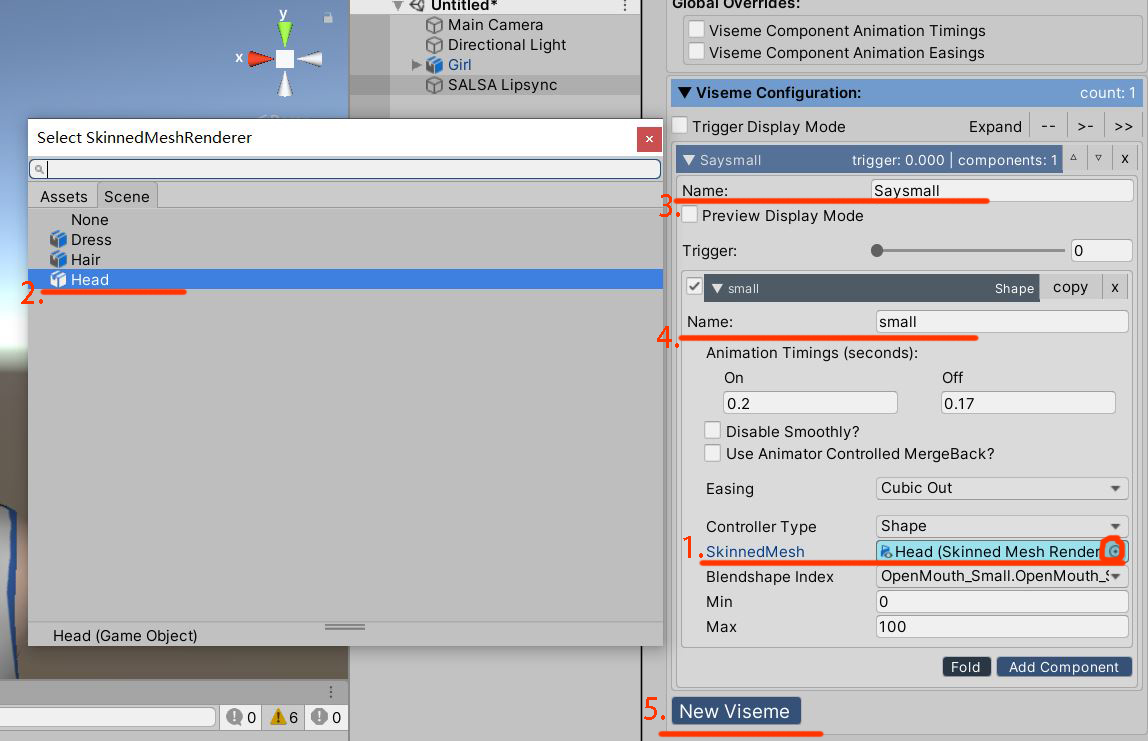 Untitled*
Main Camera
Directional Light
Girl
SALSA Lipsync
y
x
Select SkinnedMeshRenderer
×
Assets Scene
None
Dress
Hair
Head
2.
Head (Game Object)
0 6 0
Global Overrides:
Viseme Component Animation Timings
Viseme Component Animation Easings
Viseme Configuration: count: 1
Trigger Display Mode Expand -- >- >>
Saysmall trigger: 0.000 | components: 1 x
Name: Saysmall
3.
Preview Display Mode
Trigger: 0
small Shape copy x
Name: small
4.
Animation Timings (seconds):
On Off
0.2 0.17
Disable Smoothly?
Use Animator Controlled MergeBack?
Easing Cubic Out
Controller Type Shape
1. SkinnedMesh Head (Skinned Mesh Render
Blendshape Index OpenMouth_Small.OpenMouth_S
Min 0
Max 100
Fold Add Component
5. New Viseme